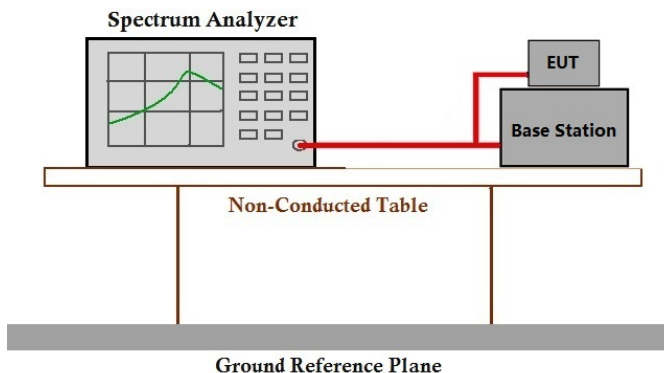 Spectrum Analyzer
EUT
Base Station
Non-Conducted Table
Ground Reference Plane